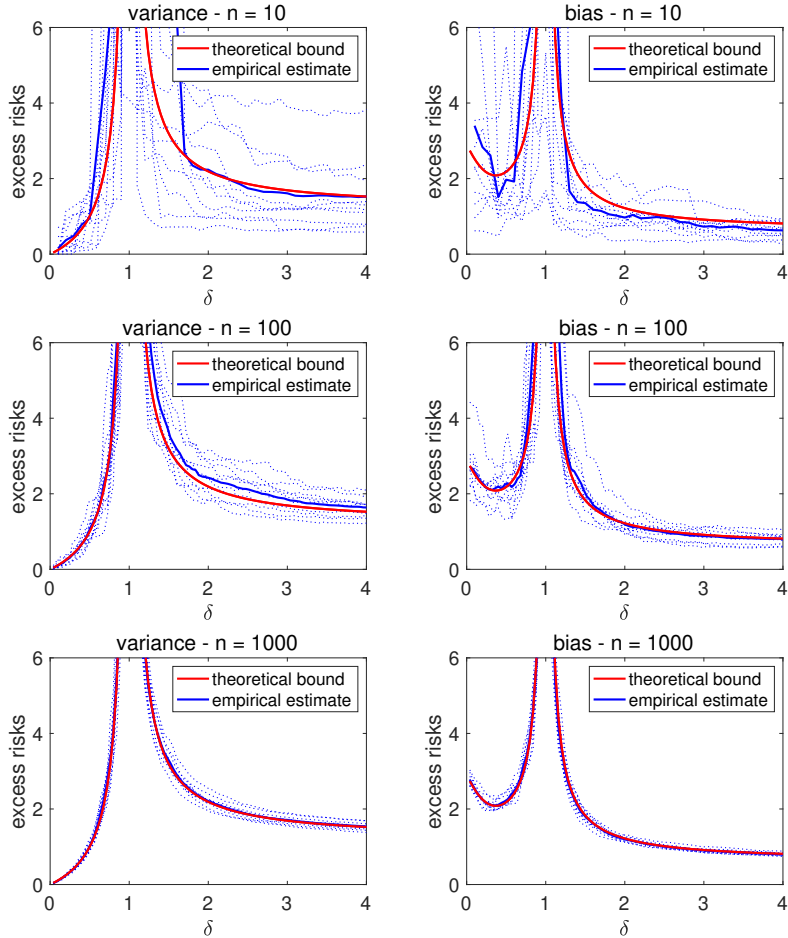 variance - n = 10
6
4
2
0
0 1 2 3 4
δ
excess risks
theoretical bound
empirical estimate
bias - n = 10
6
4
2
0
0 1 2 3 4
δ
excess risks
theoretical bound
empirical estimate
variance - n = 100
6
4
2
0
0 1 2 3 4
δ
excess risks
theoretical bound
empirical estimate
bias - n = 100
6
4
2
0
0 1 2 3 4
δ
excess risks
theoretical bound
empirical estimate
variance - n = 1000
6
4
2
0
0 1 2 3 4
δ
excess risks
theoretical bound
empirical estimate
bias - n = 1000
6
4
2
0
0 1 2 3 4
δ
excess risks
theoretical bound
empirical estimate